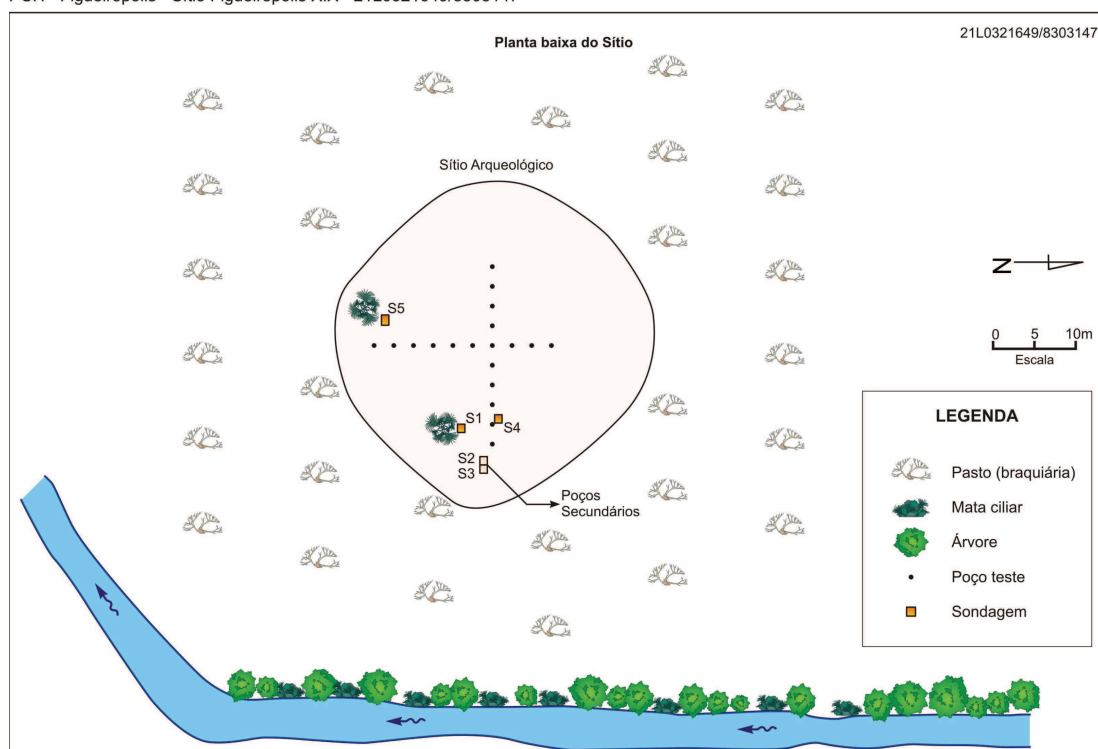 21L0321649/8303147
Planta baixa do Sítio
Sítio Arqueológico
S5
S1
S4
S2
S3
Poços
Secundários
N
0 5 10m
Escala
LEGENDA
Pasto (braquiária)
Mata ciliar
Árvore
Poço teste
Sondagem